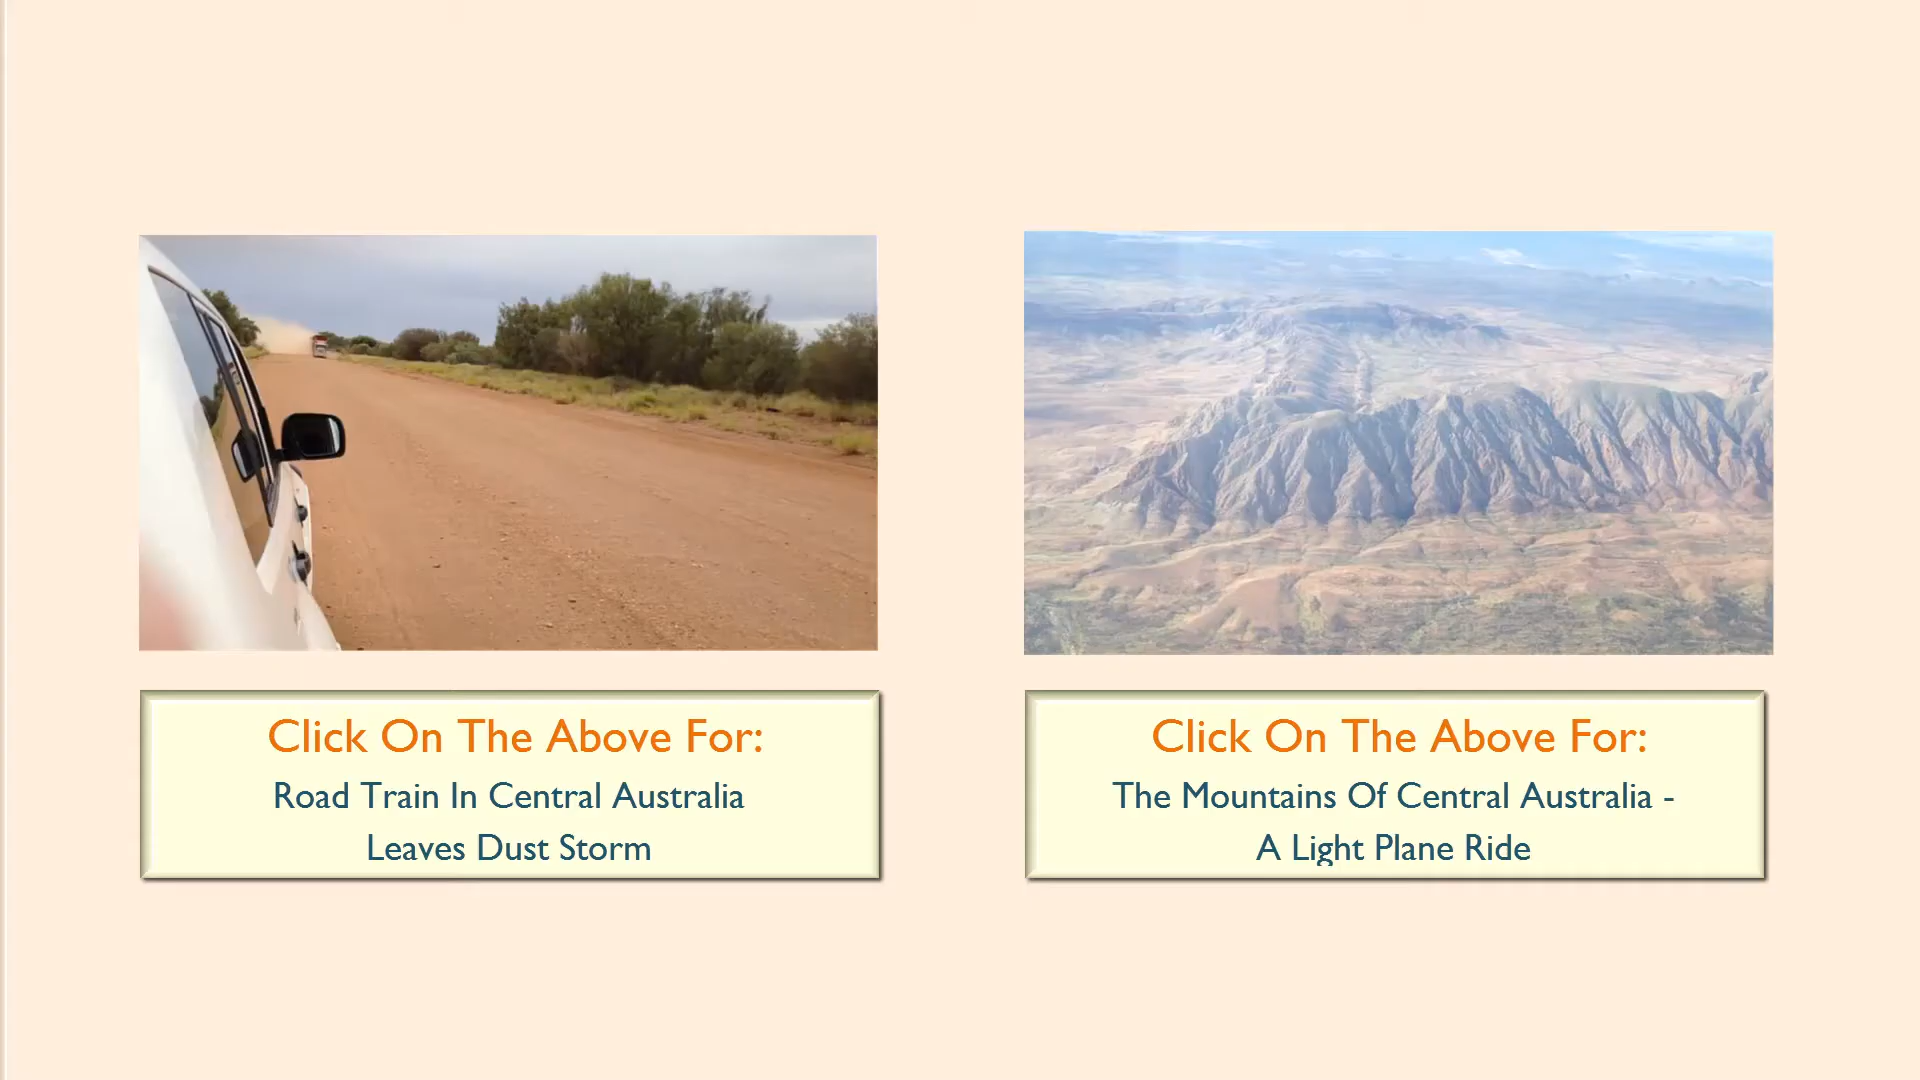 Click On The Above For:
Road Train In Central Australia
Leaves Dust Storm
Click On The Above For:
The Mountains Of Central Australia -
A Light Plane Ride